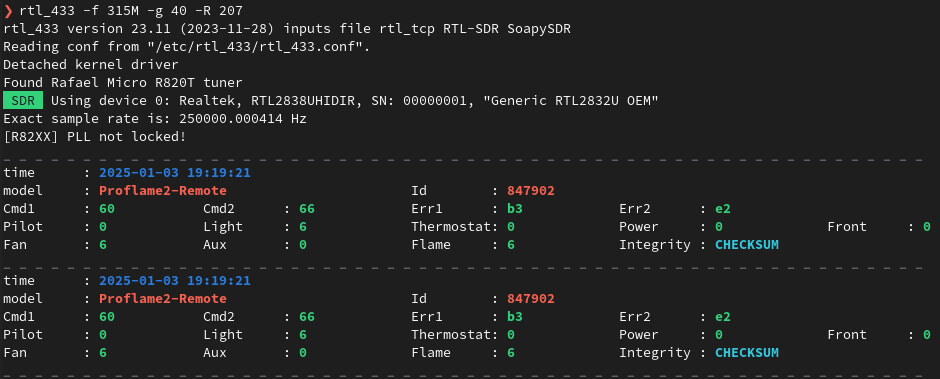 ❯ rtl_433 -f 315M -g 40 -R 207
rtl_433 version 23.11 (2023-11-28) inputs file rtl_tcp RTL-SDR SoapySDR
Reading conf from "/etc/rtl_433/rtl_433.conf".
Detached kernel driver
Found Rafael Micro R820T tuner
SDR Using device 0: Realtek, RTL2838UHIDIR, SN: 00000001, "Generic RTL2832U OEM"
Exact sample rate is: 250000.000414 Hz
[R82XX] PLL not locked!
_ _ _ _ _ _ _ _ _ _ _ _ _ _ _ _ _ _ _ _ _ _ _ _ _ _ _ _ _ _ _ _ _ _ _ _ _ _ _ _ _ _ _ _ _ _ _ _ _ _ _ _ _ _ _ _ _ _
time : 2025-01-03 19:19:21
model : Proflame2-Remote Id : 847902
Cmd1 : 60 Cmd2 : 66 Err1 : b3 Err2 : e2
Pilot : 0 Light : 6 Thermostat: 0 Power : 0 Front : 0
Fan : 6 Aux : 0 Flame : 6 Integrity : CHECKSUM
_ _ _ _ _ _ _ _ _ _ _ _ _ _ _ _ _ _ _ _ _ _ _ _ _ _ _ _ _ _ _ _ _ _ _ _ _ _ _ _ _ _ _ _ _ _ _ _ _ _ _ _ _ _ _ _ _ _
time : 2025-01-03 19:19:21
model : Proflame2-Remote Id : 847902
Cmd1 : 60 Cmd2 : 66 Err1 : b3 Err2 : e2
Pilot : 0 Light : 6 Thermostat: 0 Power : 0 Front : 0
Fan : 6 Aux : 0 Flame : 6 Integrity : CHECKSUM
_ _ _ _ _ _ _ _ _ _ _ _ _ _ _ _ _ _ _ _ _ _ _ _ _ _ _ _ _ _ _ _ _ _ _ _ _ _ _ _ _ _ _ _ _ _ _ _ _ _ _ _ _ _ _ _ _ _